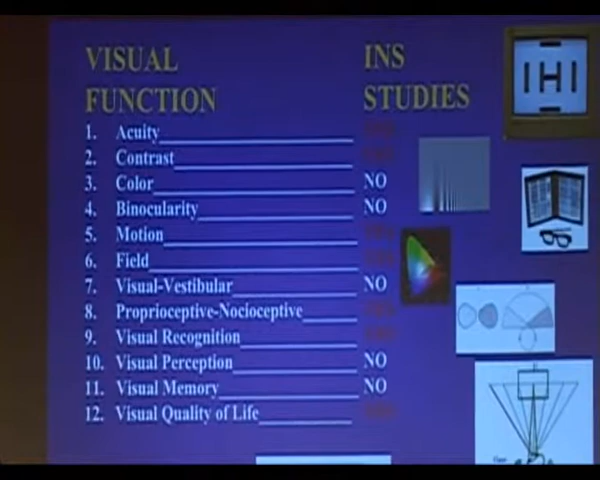 VISUAL FUNCTION
INS STUDIES
1. Acuity
2. Contrast
3. Color NO
4. Binocularity NO
5. Motion
6. Field
7. Visual-Vestibular NO
8. Proprioceptive-Nocioceptive
9. Visual Recognition
10. Visual Perception NO
11. Visual Memory NO
12. Visual Quality of Life